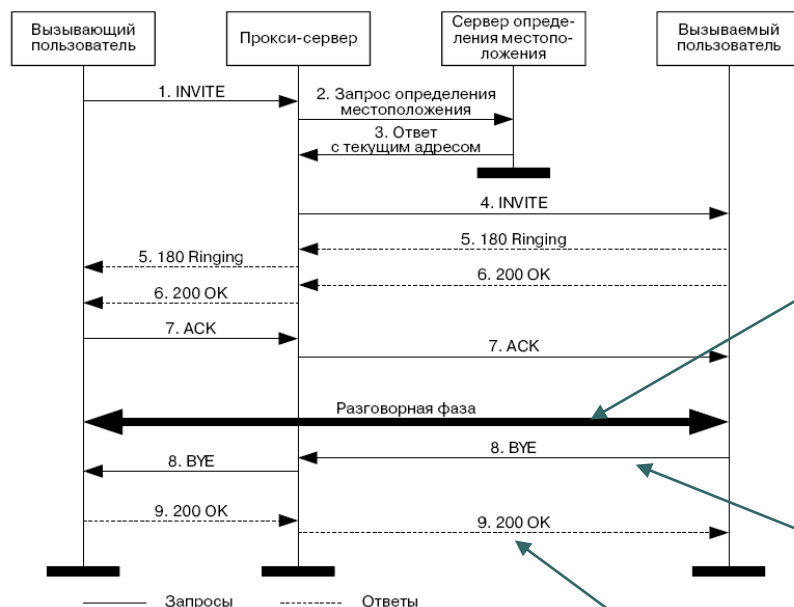 Вызывающий
пользователь
Прокси-сервер
Сервер опреде-
ления местопо-
ложения
Вызываемый
пользователь
1. INVITE
2. Запрос определения
местоположения
3. Ответ
с текущим адресом
4. INVITE
5. 180 Ringing
5. 180 Ringing
6. 200 OK
6. 200 OK
7. ACK
7. ACK
Разговорная фаза
8. BYE
8. BYE
9. 200 OK
9. 200 OK
Запросы
Ответы